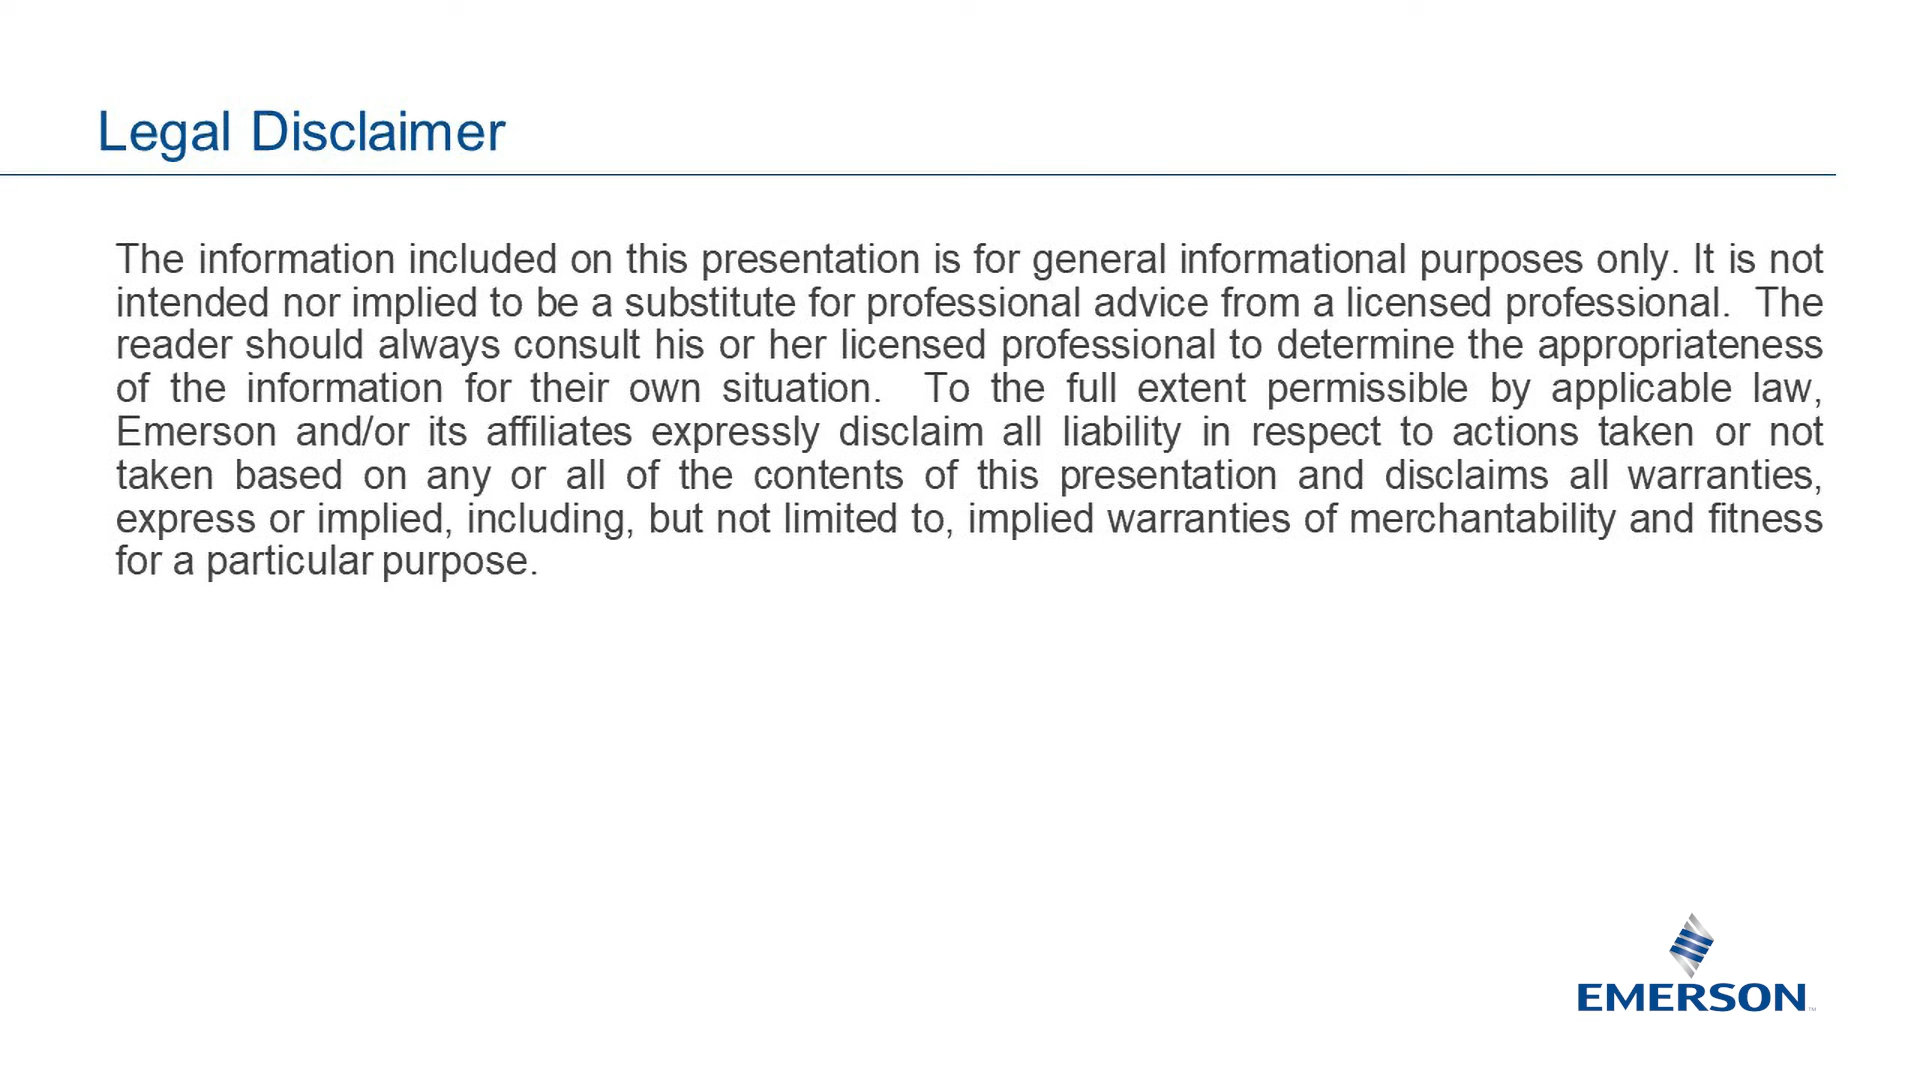 Legal Disclaimer
The information included on this presentation is for general informational purposes only. It is not
intended nor implied to be a substitute for professional advice from a licensed professional.  The
reader should always consult his or her licensed professional to determine the appropriateness
of the information for their own situation.  To the full extent permissible by applicable law,
Emerson and/or its affiliates expressly disclaim all liability in respect to actions taken or not
taken based on any or all of the contents of this presentation and disclaims all warranties,
express or implied, including, but not limited to, implied warranties of merchantability and fitness
for a particular purpose.
EMERSON™